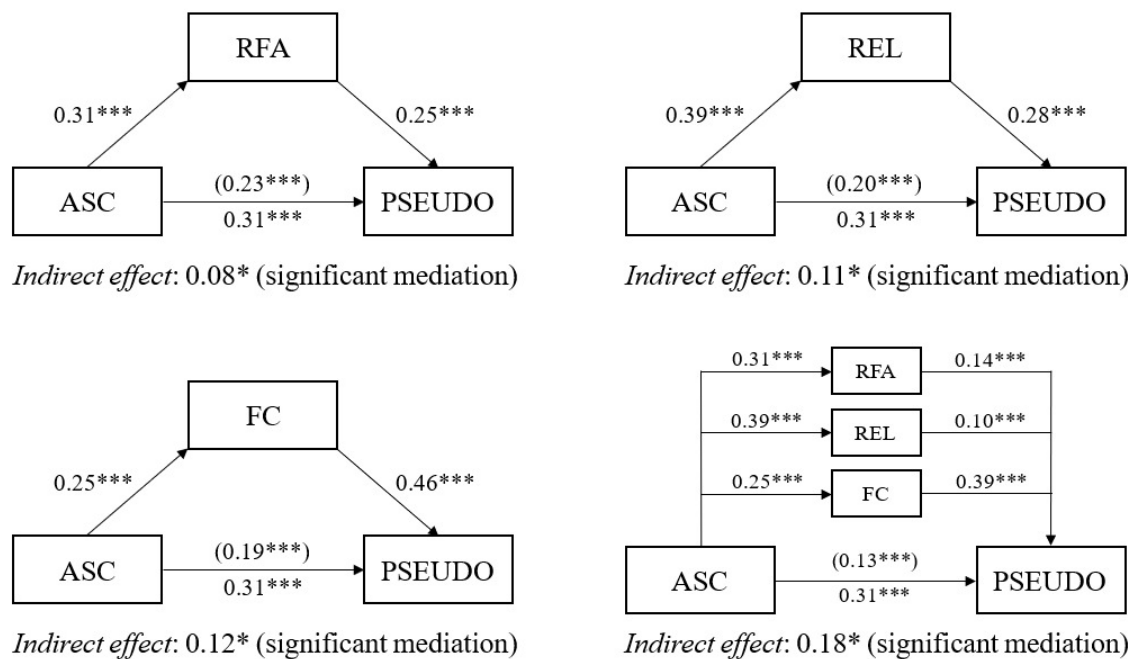 RFA
0.31***
0.25***
ASC
(0.23***)
0.31***
PSEUDO
Indirect effect: 0.08* (significant mediation)
REL
0.39***
0.28***
ASC
(0.20***)
0.31***
PSEUDO
Indirect effect: 0.11* (significant mediation)
FC
0.25***
0.46***
ASC
(0.19***)
0.31***
PSEUDO
Indirect effect: 0.12* (significant mediation)
0.31***
RFA
0.14***
0.39***
REL
0.10***
0.25***
FC
0.39***
ASC
(0.13***)
0.31***
PSEUDO
Indirect effect: 0.18* (significant mediation)